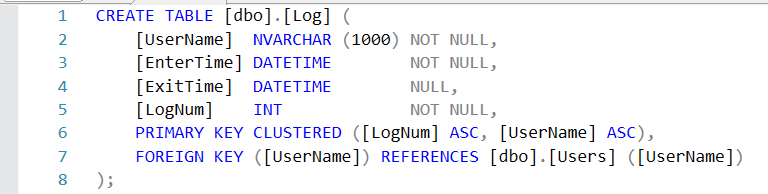 1 CREATE TABLE [dbo].[Log] (
2 [UserName] NVARCHAR (1000) NOT NULL,
3 [EnterTime] DATETIME NOT NULL,
4 [ExitTime] DATETIME NULL,
5 [LogNum] INT NOT NULL,
6 PRIMARY KEY CLUSTERED ([LogNum] ASC, [UserName] ASC),
7 FOREIGN KEY ([UserName]) REFERENCES [dbo].[Users] ([UserName])
8 );